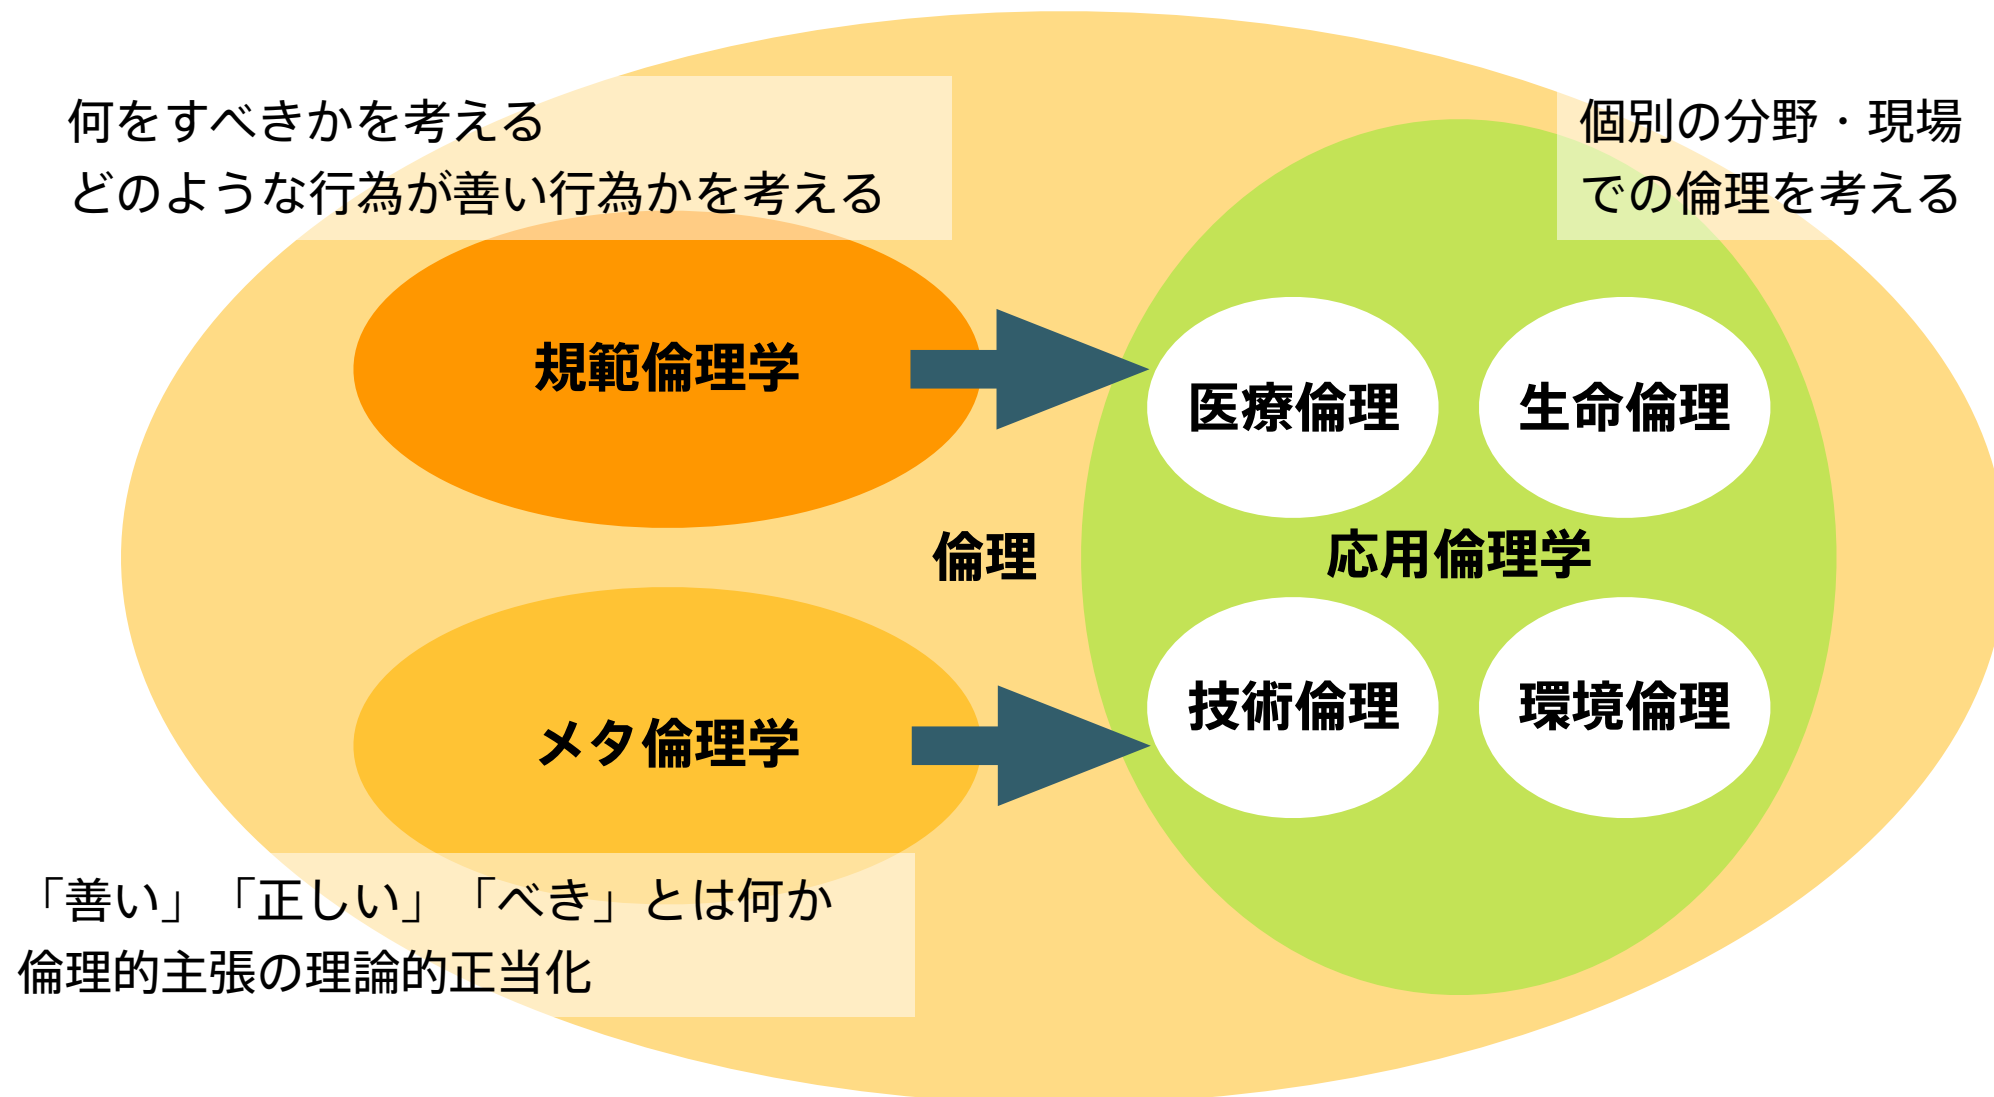 何をすべきかを考える
どのような行為が善い行為かを考える
個別の分野・現場
での倫理を考える
規範倫理学
医療倫理
生命倫理
倫理
応用倫理学
メタ倫理学
技術倫理
環境倫理
「善い」「正しい」「べき」とは何か
倫理的主張の理論的正当化